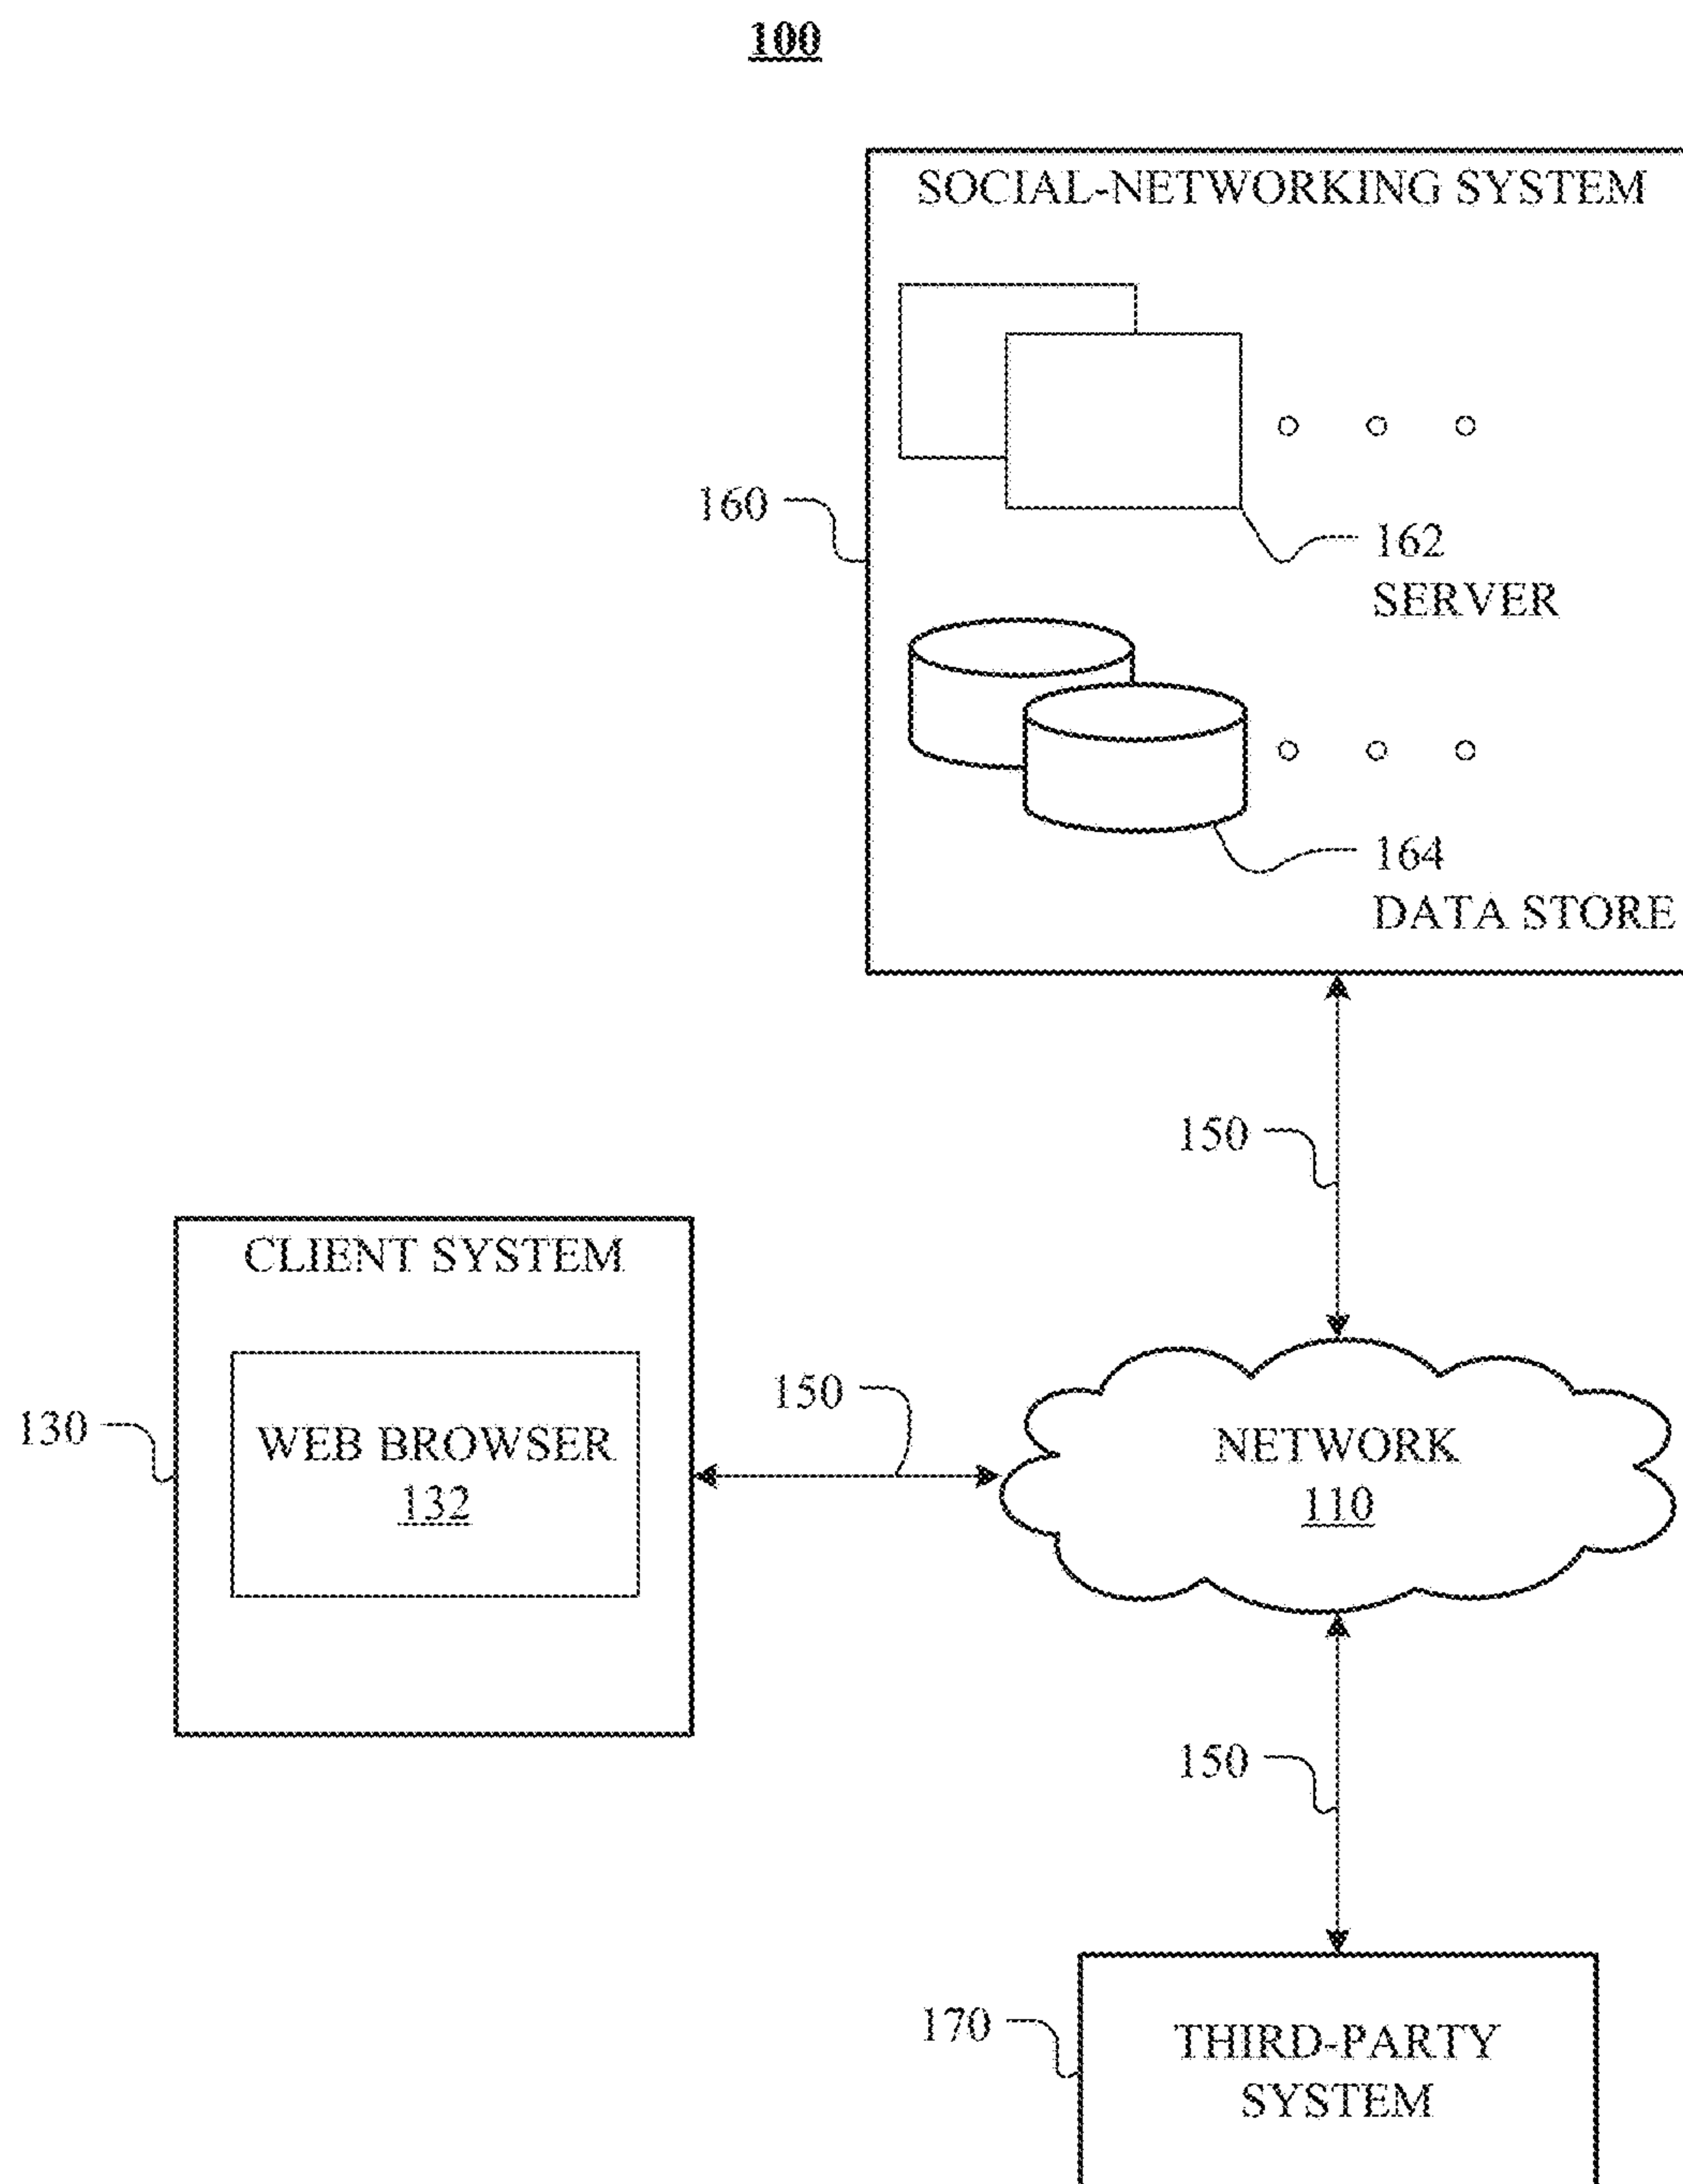 100
SOCIAL-NETWORKING SYSTEM
160
162
SERVER
164
DATA STORE
150
CLIENT SYSTEM
130
WEB BROWSER
132
150
NETWORK
110
150
170
THIRD-PARTY
SYSTEM